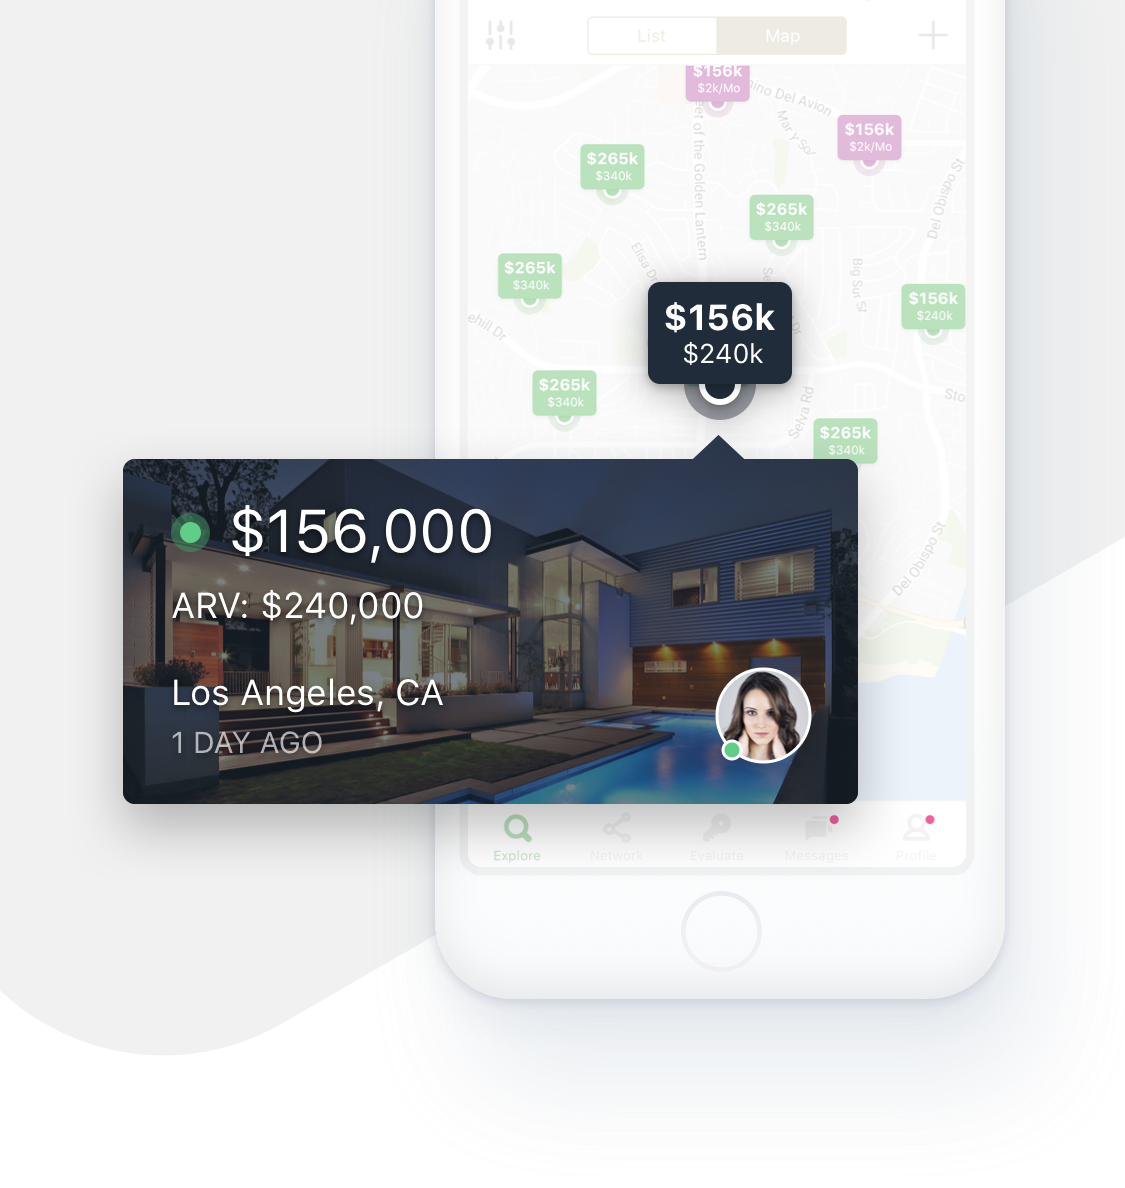 List
Map
$156k
$2k/Mo
mino Del Avion
Mar y Sol
$156k
$2k/Mo
eet of the Golden Lantern
$265k
$340k
Del Obispo St
$265k
$340k
Elisa Dr
$265k
$340k
Big Sur St
$156k
$240k
$156k
$240k
ehill Dr
$265k
$340k
Selva Rd
Sto
$265k
$340k
$156,000
ARV: $240,000
Los Angeles, CA
1 DAY AGO
Del Obispo St
Explore
Network
Evaluate
Messages
Profile